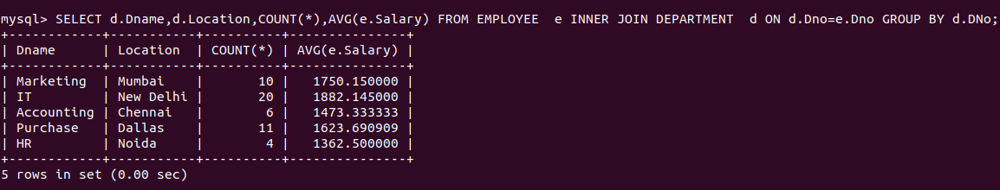 mysql> SELECT d.Dname,d.Location,COUNT(*),AVG(e.Salary) FROM EMPLOYEE  e INNER JOIN DEPARTMENT  d ON d.Dno=e.Dno GROUP BY d.DNo;
+------------+-----------+----------+---------------+
| Dname      | Location  | COUNT(*) | AVG(e.Salary) |
+------------+-----------+----------+---------------+
| Marketing  | Mumbai    |       10 |   1750.150000 |
| IT         | New Delhi |       20 |   1882.145000 |
| Accounting | Chennai   |        6 |   1473.333333 |
| Purchase   | Dallas    |       11 |   1623.690909 |
| HR         | Noida     |        4 |   1362.500000 |
+------------+-----------+----------+---------------+
5 rows in set (0.00 sec)